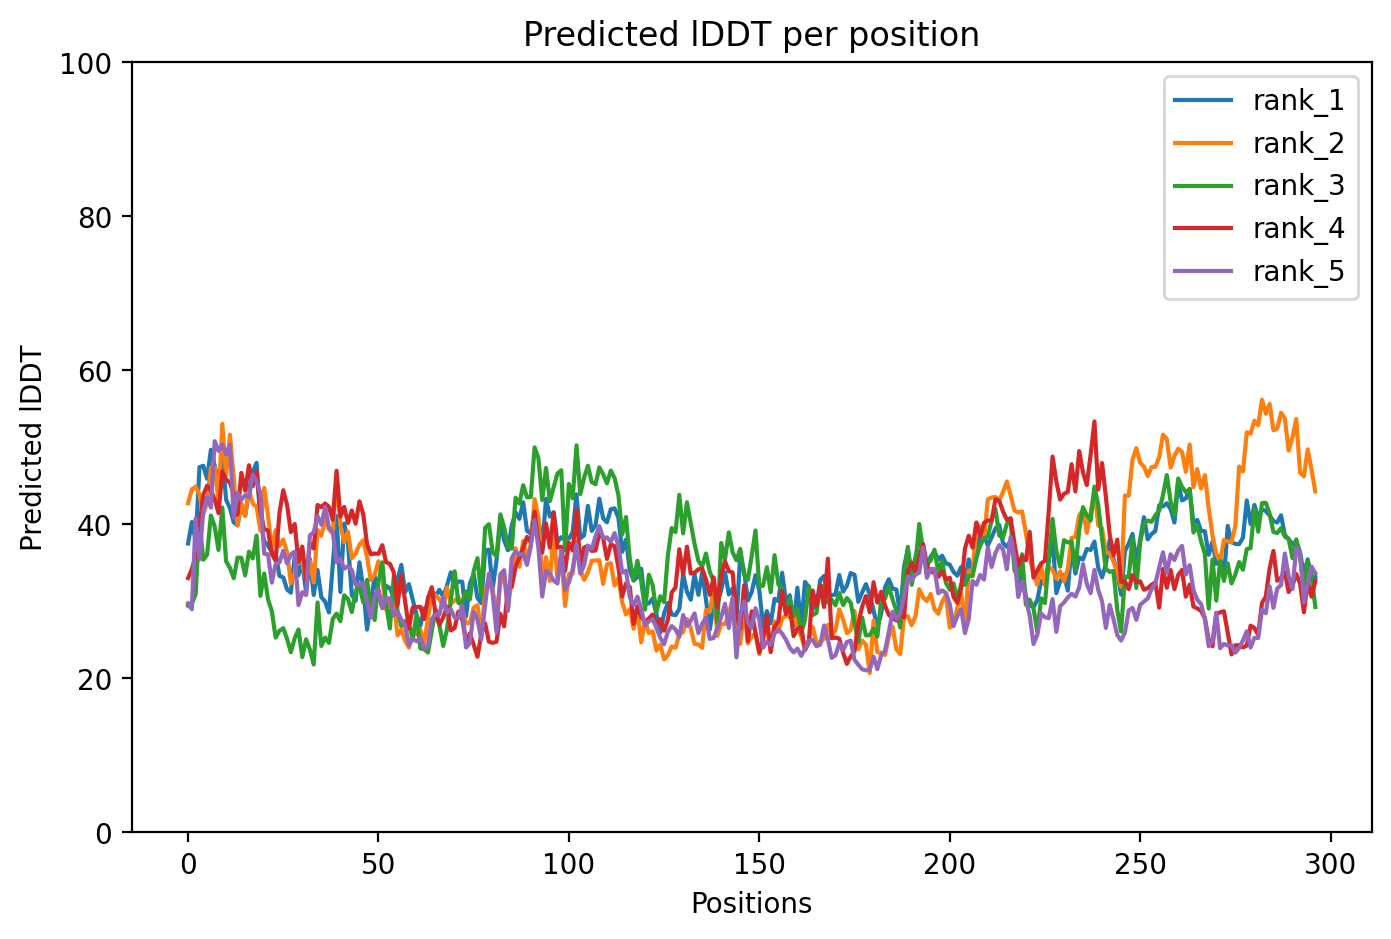 Predicted lDDT per position
100
80
60
40
20
0
Predicted lDDT
0 50 100 150 200 250 300
Positions
rank_1
rank_2
rank_3
rank_4
rank_5